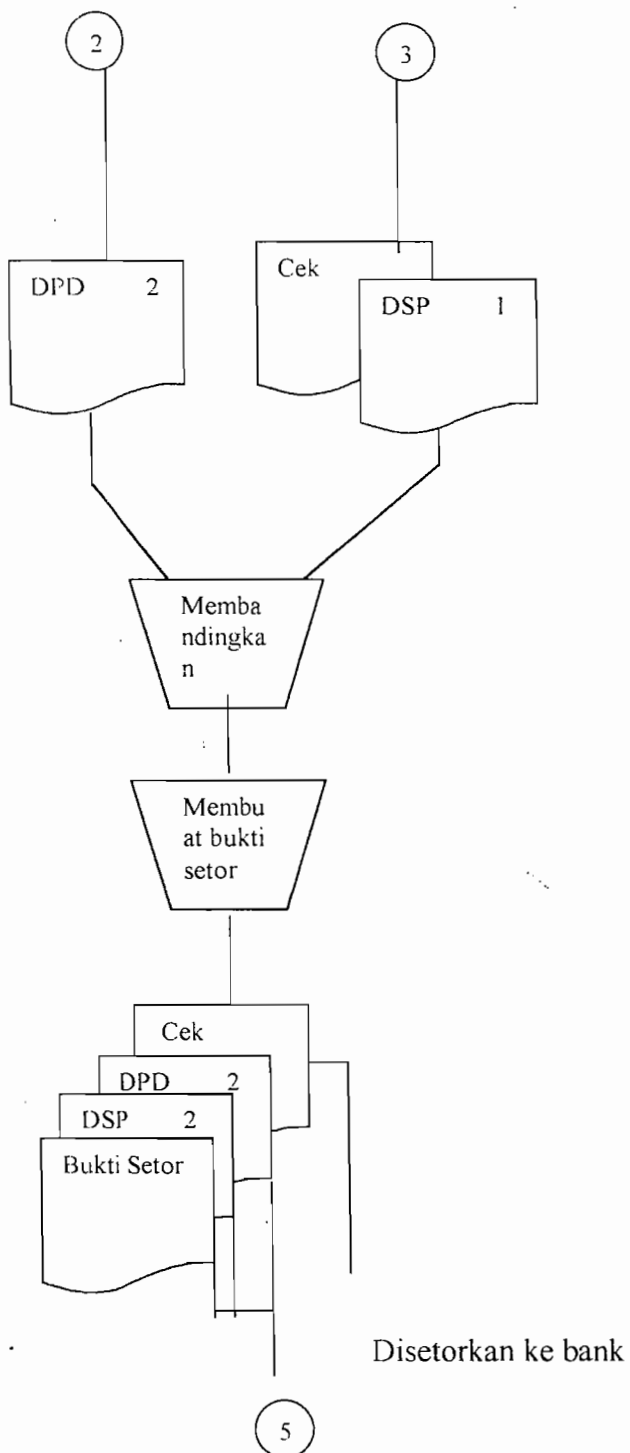 2
3
DPD 2
Cek
DSP 1
Memba
ndingka
n
Membu
at bukti
setor
Cek
DPD 2
DSP 2
Bukti Setor
Disetorkan ke bank
5